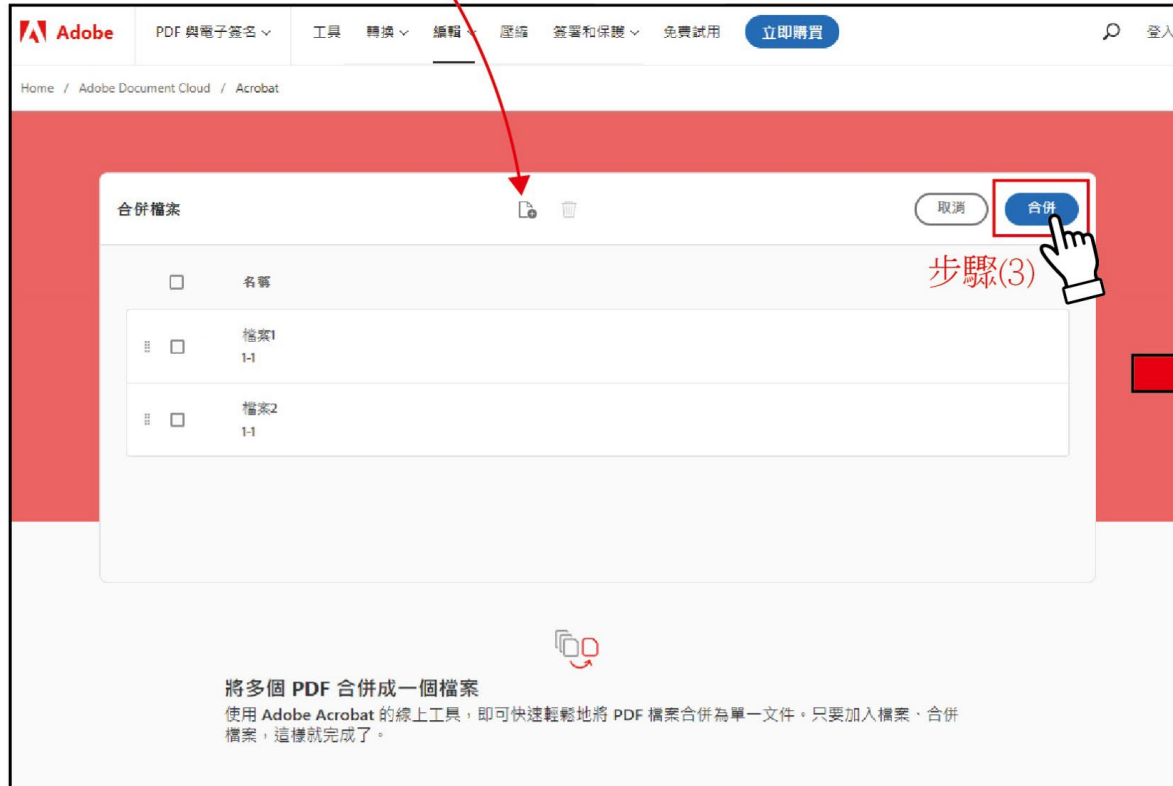 Adobe PDF 與電子簽名 工具 轉換 編輯 壓縮 簽署和保護 免費試用 立即購買 登入
Home / Adobe Document Cloud / Acrobat
合併檔案 取消 合併
步驟(3)
名稱
檔案1
1-1
檔案2
1-1
將多個 PDF 合併成一個檔案
使用 Adobe Acrobat 的線上工具，即可快速輕鬆地將 PDF 檔案合併為單一文件。只要加入檔案、合併
檔案，這樣就完成了。